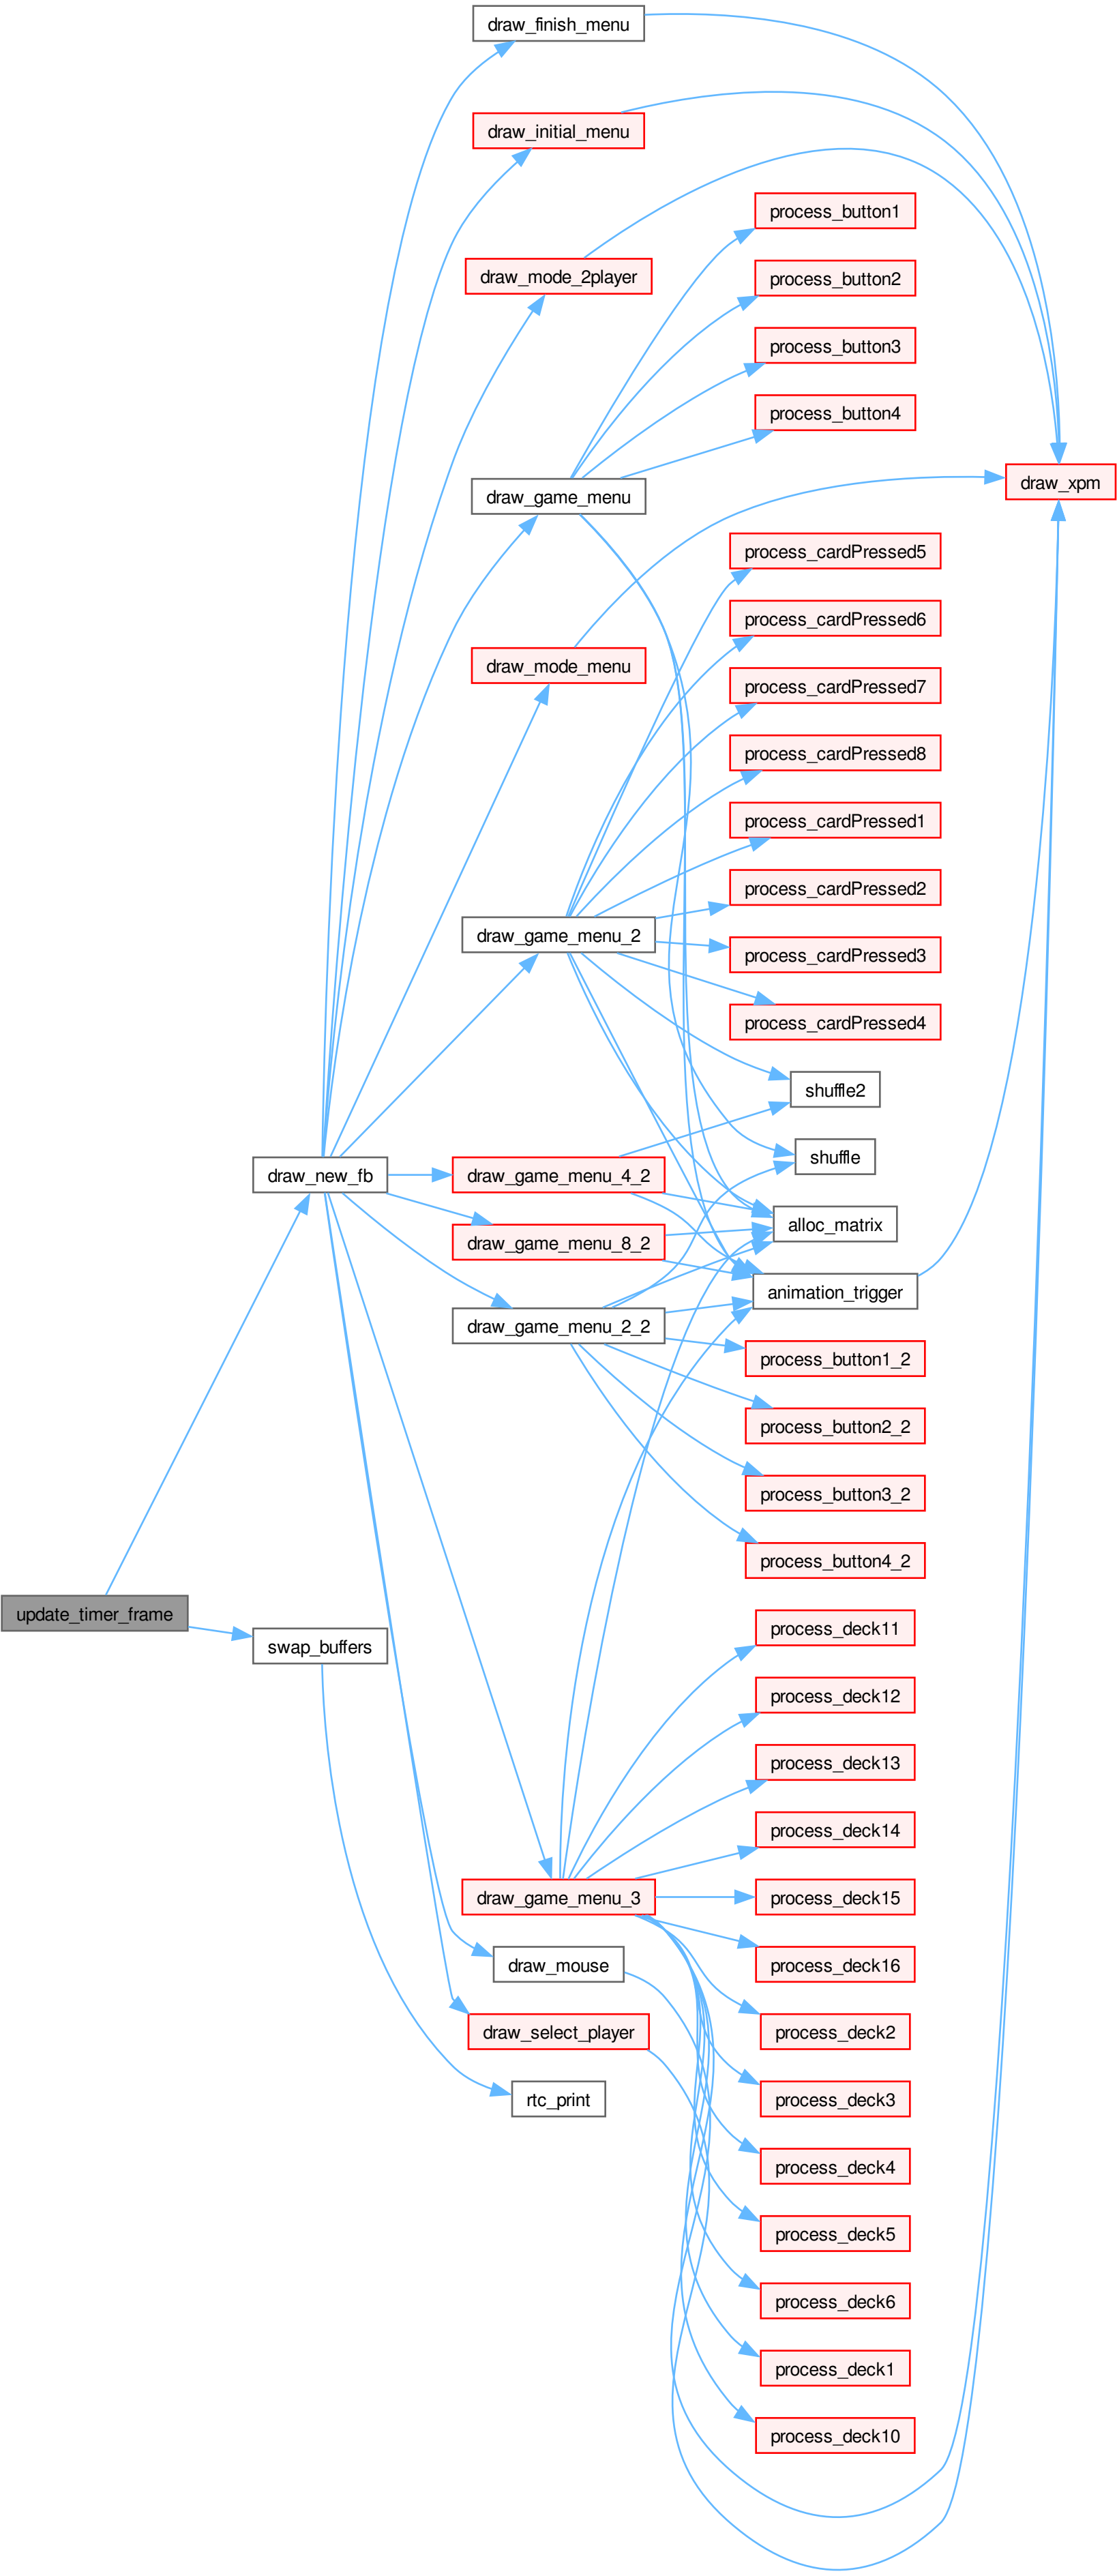 draw_finish_menu
draw_initial_menu
process_button1
draw_mode_2player
process_button2
process_button3
process_button4
draw_xpm
draw_game_menu
process_cardPressed5
process_cardPressed6
draw_mode_menu
process_cardPressed7
process_cardPressed8
process_cardPressed1
process_cardPressed2
draw_game_menu_2
process_cardPressed3
process_cardPressed4
shuffle2
shuffle
draw_new_fb
draw_game_menu_4_2
alloc_matrix
draw_game_menu_8_2
animation_trigger
draw_game_menu_2_2
process_button1_2
process_button2_2
process_button3_2
process_button4_2
update_timer_frame
process_deck11
swap_buffers
process_deck12
process_deck13
process_deck14
draw_game_menu_3
process_deck15
draw_mouse
process_deck16
draw_select_player
process_deck2
rtc_print
process_deck3
process_deck4
process_deck5
process_deck6
process_deck1
process_deck10